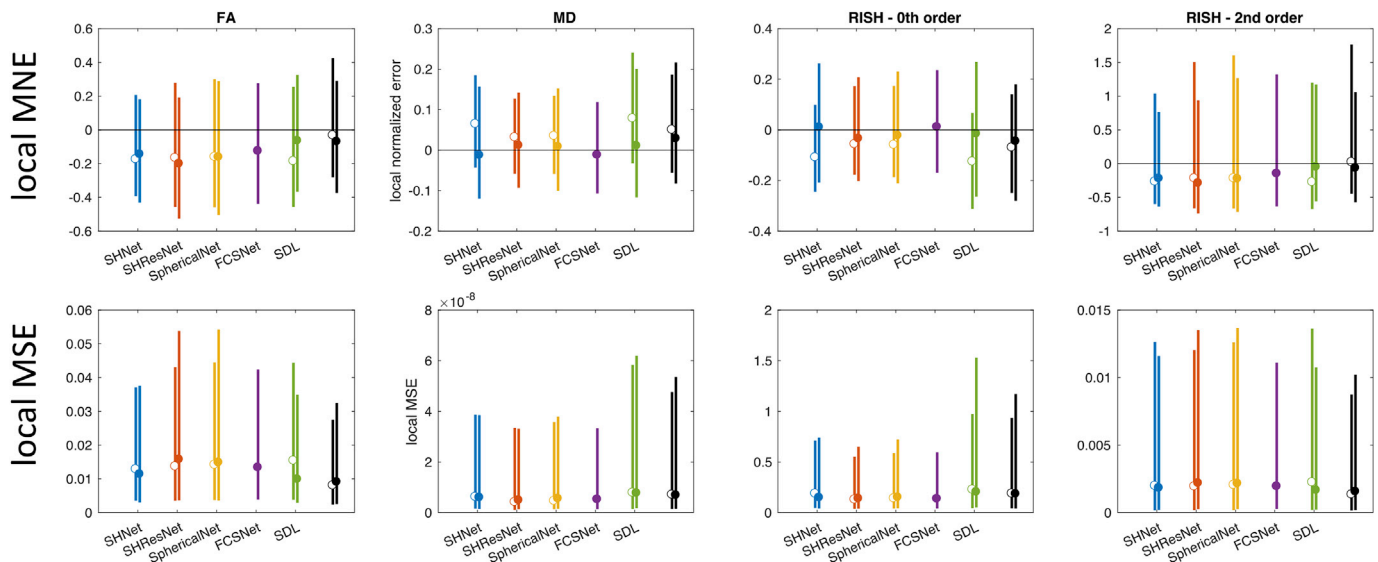 FA
MD
RISH - 0th order
RISH - 2nd order
local MNE
0.6
0.4
0.2
0
-0.2
-0.4
-0.6
SHNet
SHResNet
SphericalNet
FCSNet
SDL
local normalized error
0.3
0.2
0.1
0
-0.1
-0.2
SHNet
SHResNet
SphericalNet
FCSNet
SDL
0.4
0.2
0
-0.2
-0.4
SHNet
SHResNet
SphericalNet
FCSNet
SDL
2
1.5
1
0.5
0
-0.5
-1
SHNet
SHResNet
SphericalNet
FCSNet
SDL
local MSE
0.06
0.05
0.04
0.03
0.02
0.01
0
SHNet
SHResNet
SphericalNet
FCSNet
SDL
×10⁻⁸
local MSE
8
6
4
2
0
SHNet
SHResNet
SphericalNet
FCSNet
SDL
2
1.5
1
0.5
0
SHNet
SHResNet
SphericalNet
FCSNet
SDL
0.015
0.01
0.005
0
SHNet
SHResNet
SphericalNet
FCSNet
SDL